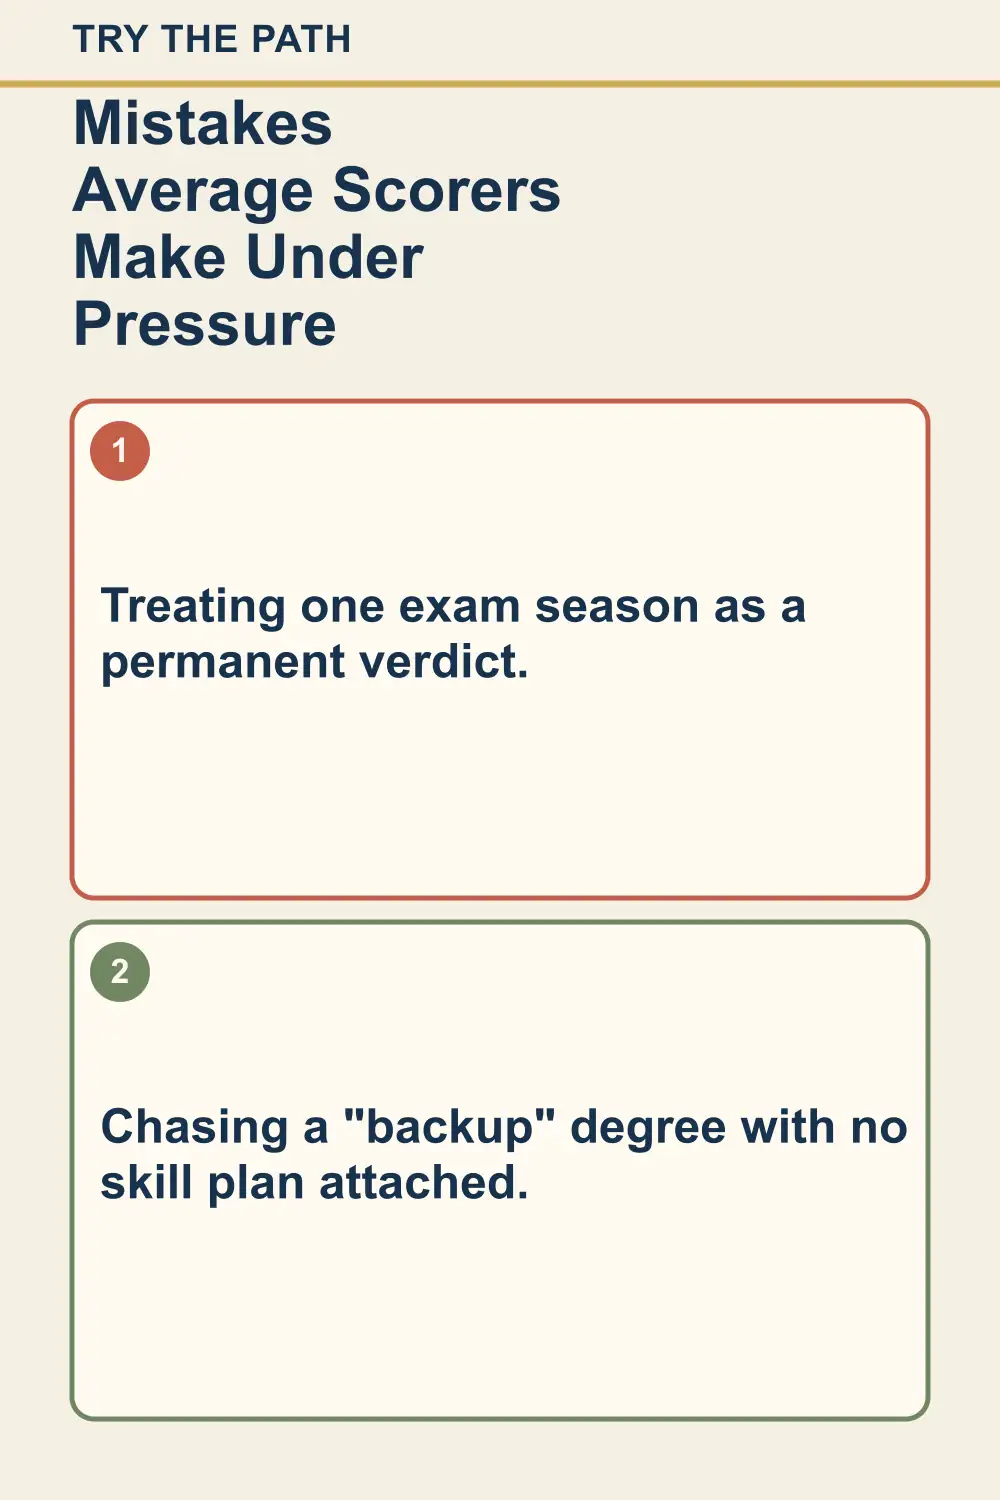 TRY THE PATH
Mistakes
Average Scorers
Make Under
Pressure
1
Treating one exam season as a
permanent verdict.
2
Chasing a "backup" degree with no
skill plan attached.